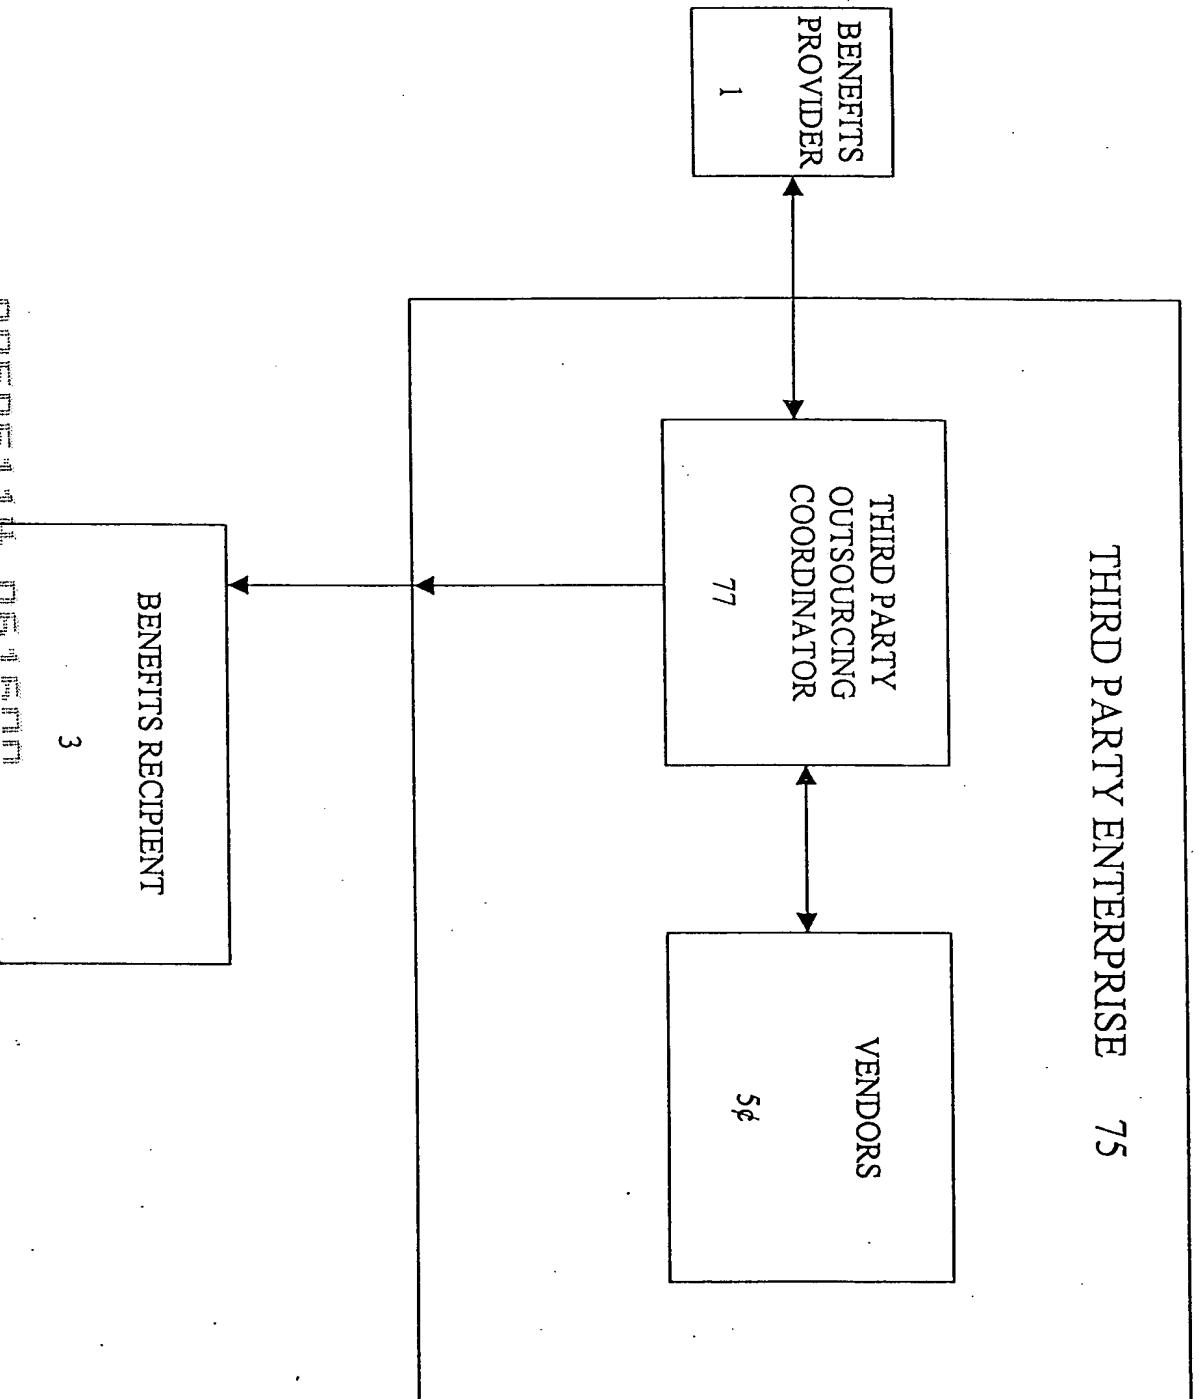 THIRD PARTY ENTERPRISE 75
BENEFITS
PROVIDER
1
THIRD PARTY
OUTSOURCING
COORDINATOR
77
VENDORS
5¢
BENEFITS RECIPIENT
3